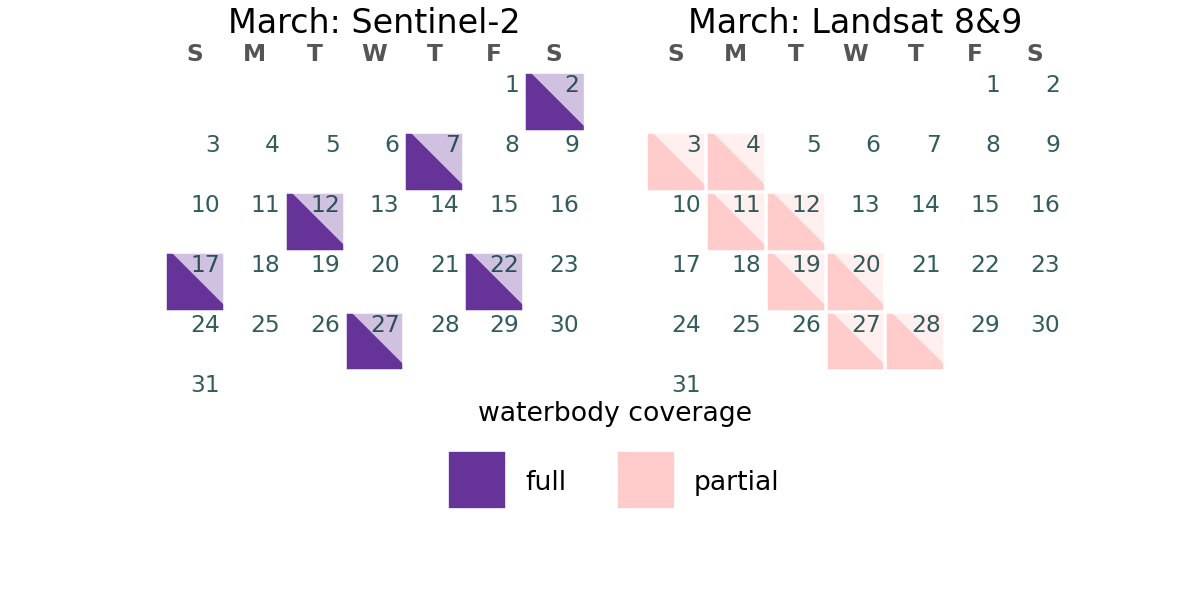 March: Sentinel-2
S M T W T F S
1 2
3 4 5 6 7 8 9
10 11 12 13 14 15 16
17 18 19 20 21 22 23
24 25 26 27 28 29 30
31
March: Landsat 8&9
S M T W T F S
1 2
3 4 5 6 7 8 9
10 11 12 13 14 15 16
17 18 19 20 21 22 23
24 25 26 27 28 29 30
31
waterbody coverage
full
partial